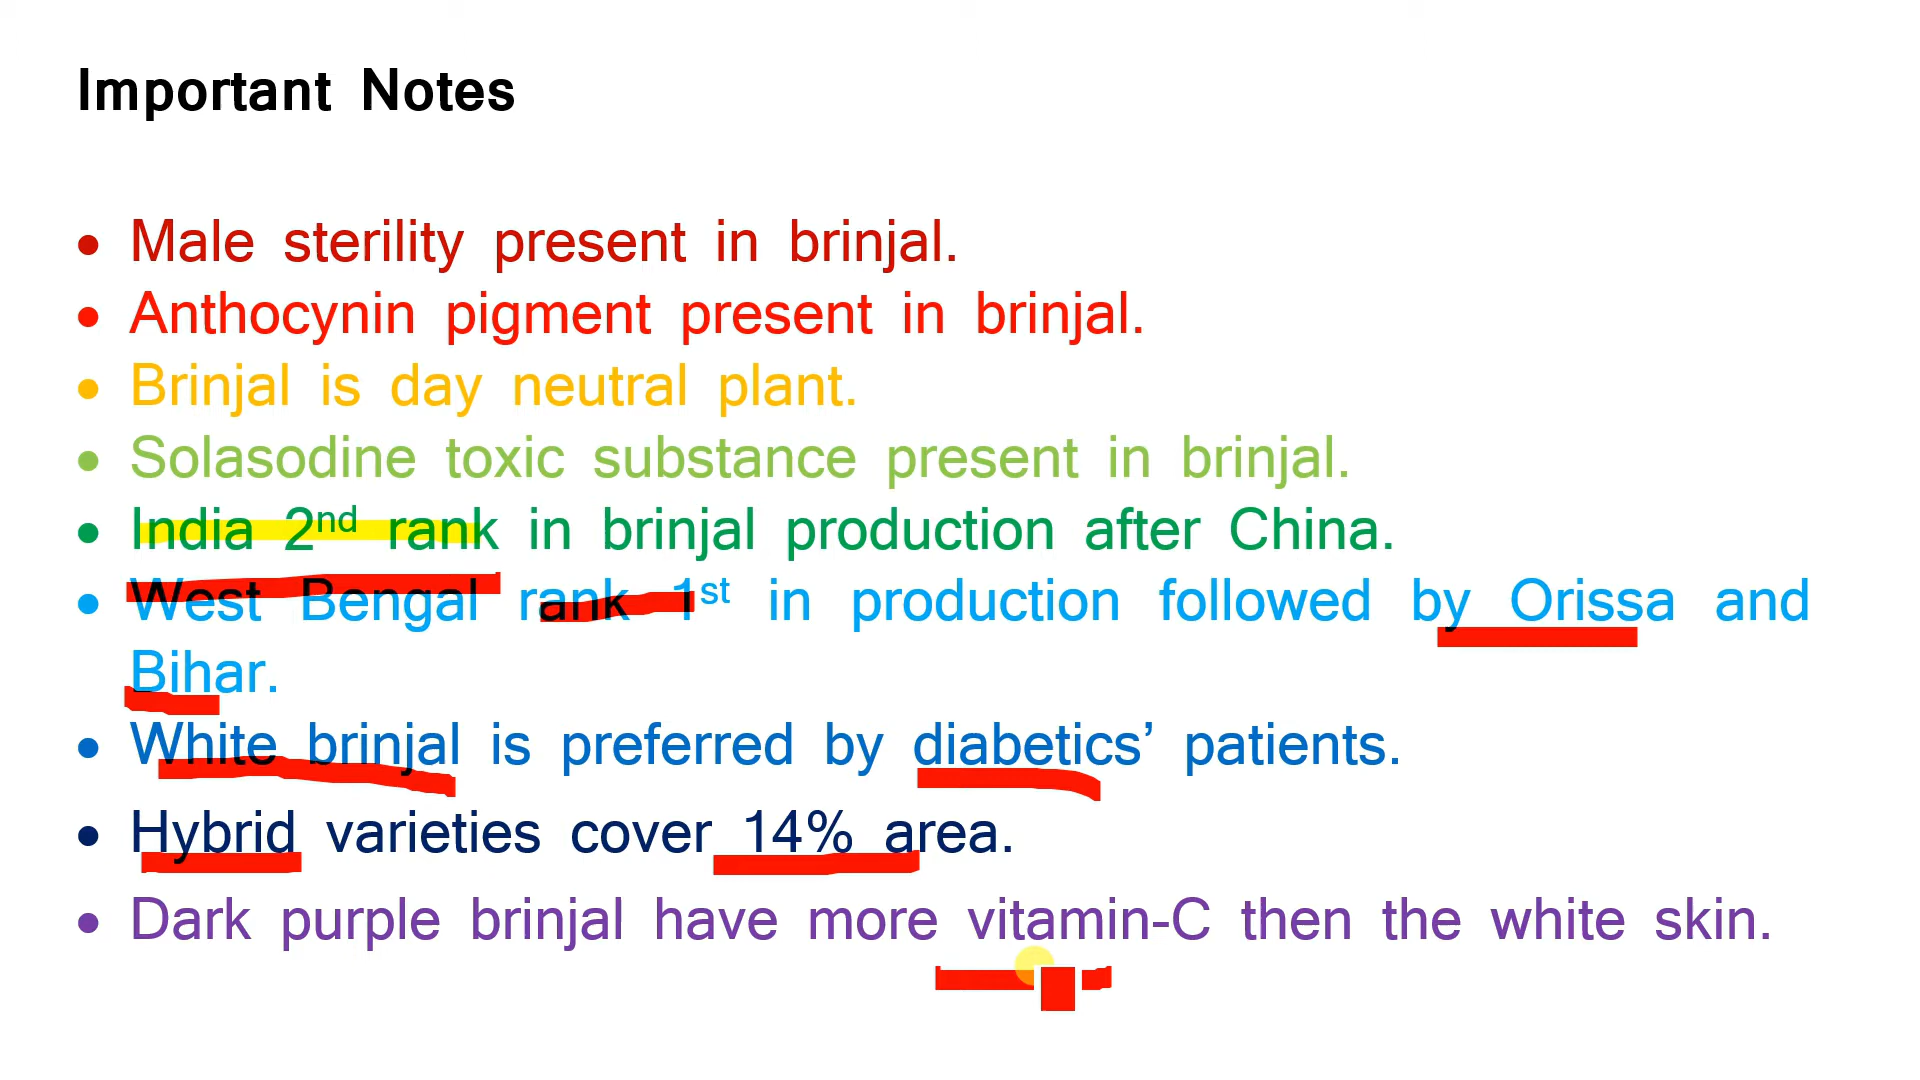 Important Notes
• Male sterility present in brinjal.
• Anthocynin pigment present in brinjal.
• Brinjal is day neutral plant.
• Solasodine toxic substance present in brinjal.
• India 2nd rank in brinjal production after China.
• West Bengal rank 1st in production followed by Orissa and
Bihar.
• White brinjal is preferred by diabetics’ patients.
• Hybrid varieties cover 14% area.
• Dark purple brinjal have more vitamin-C then the white skin.